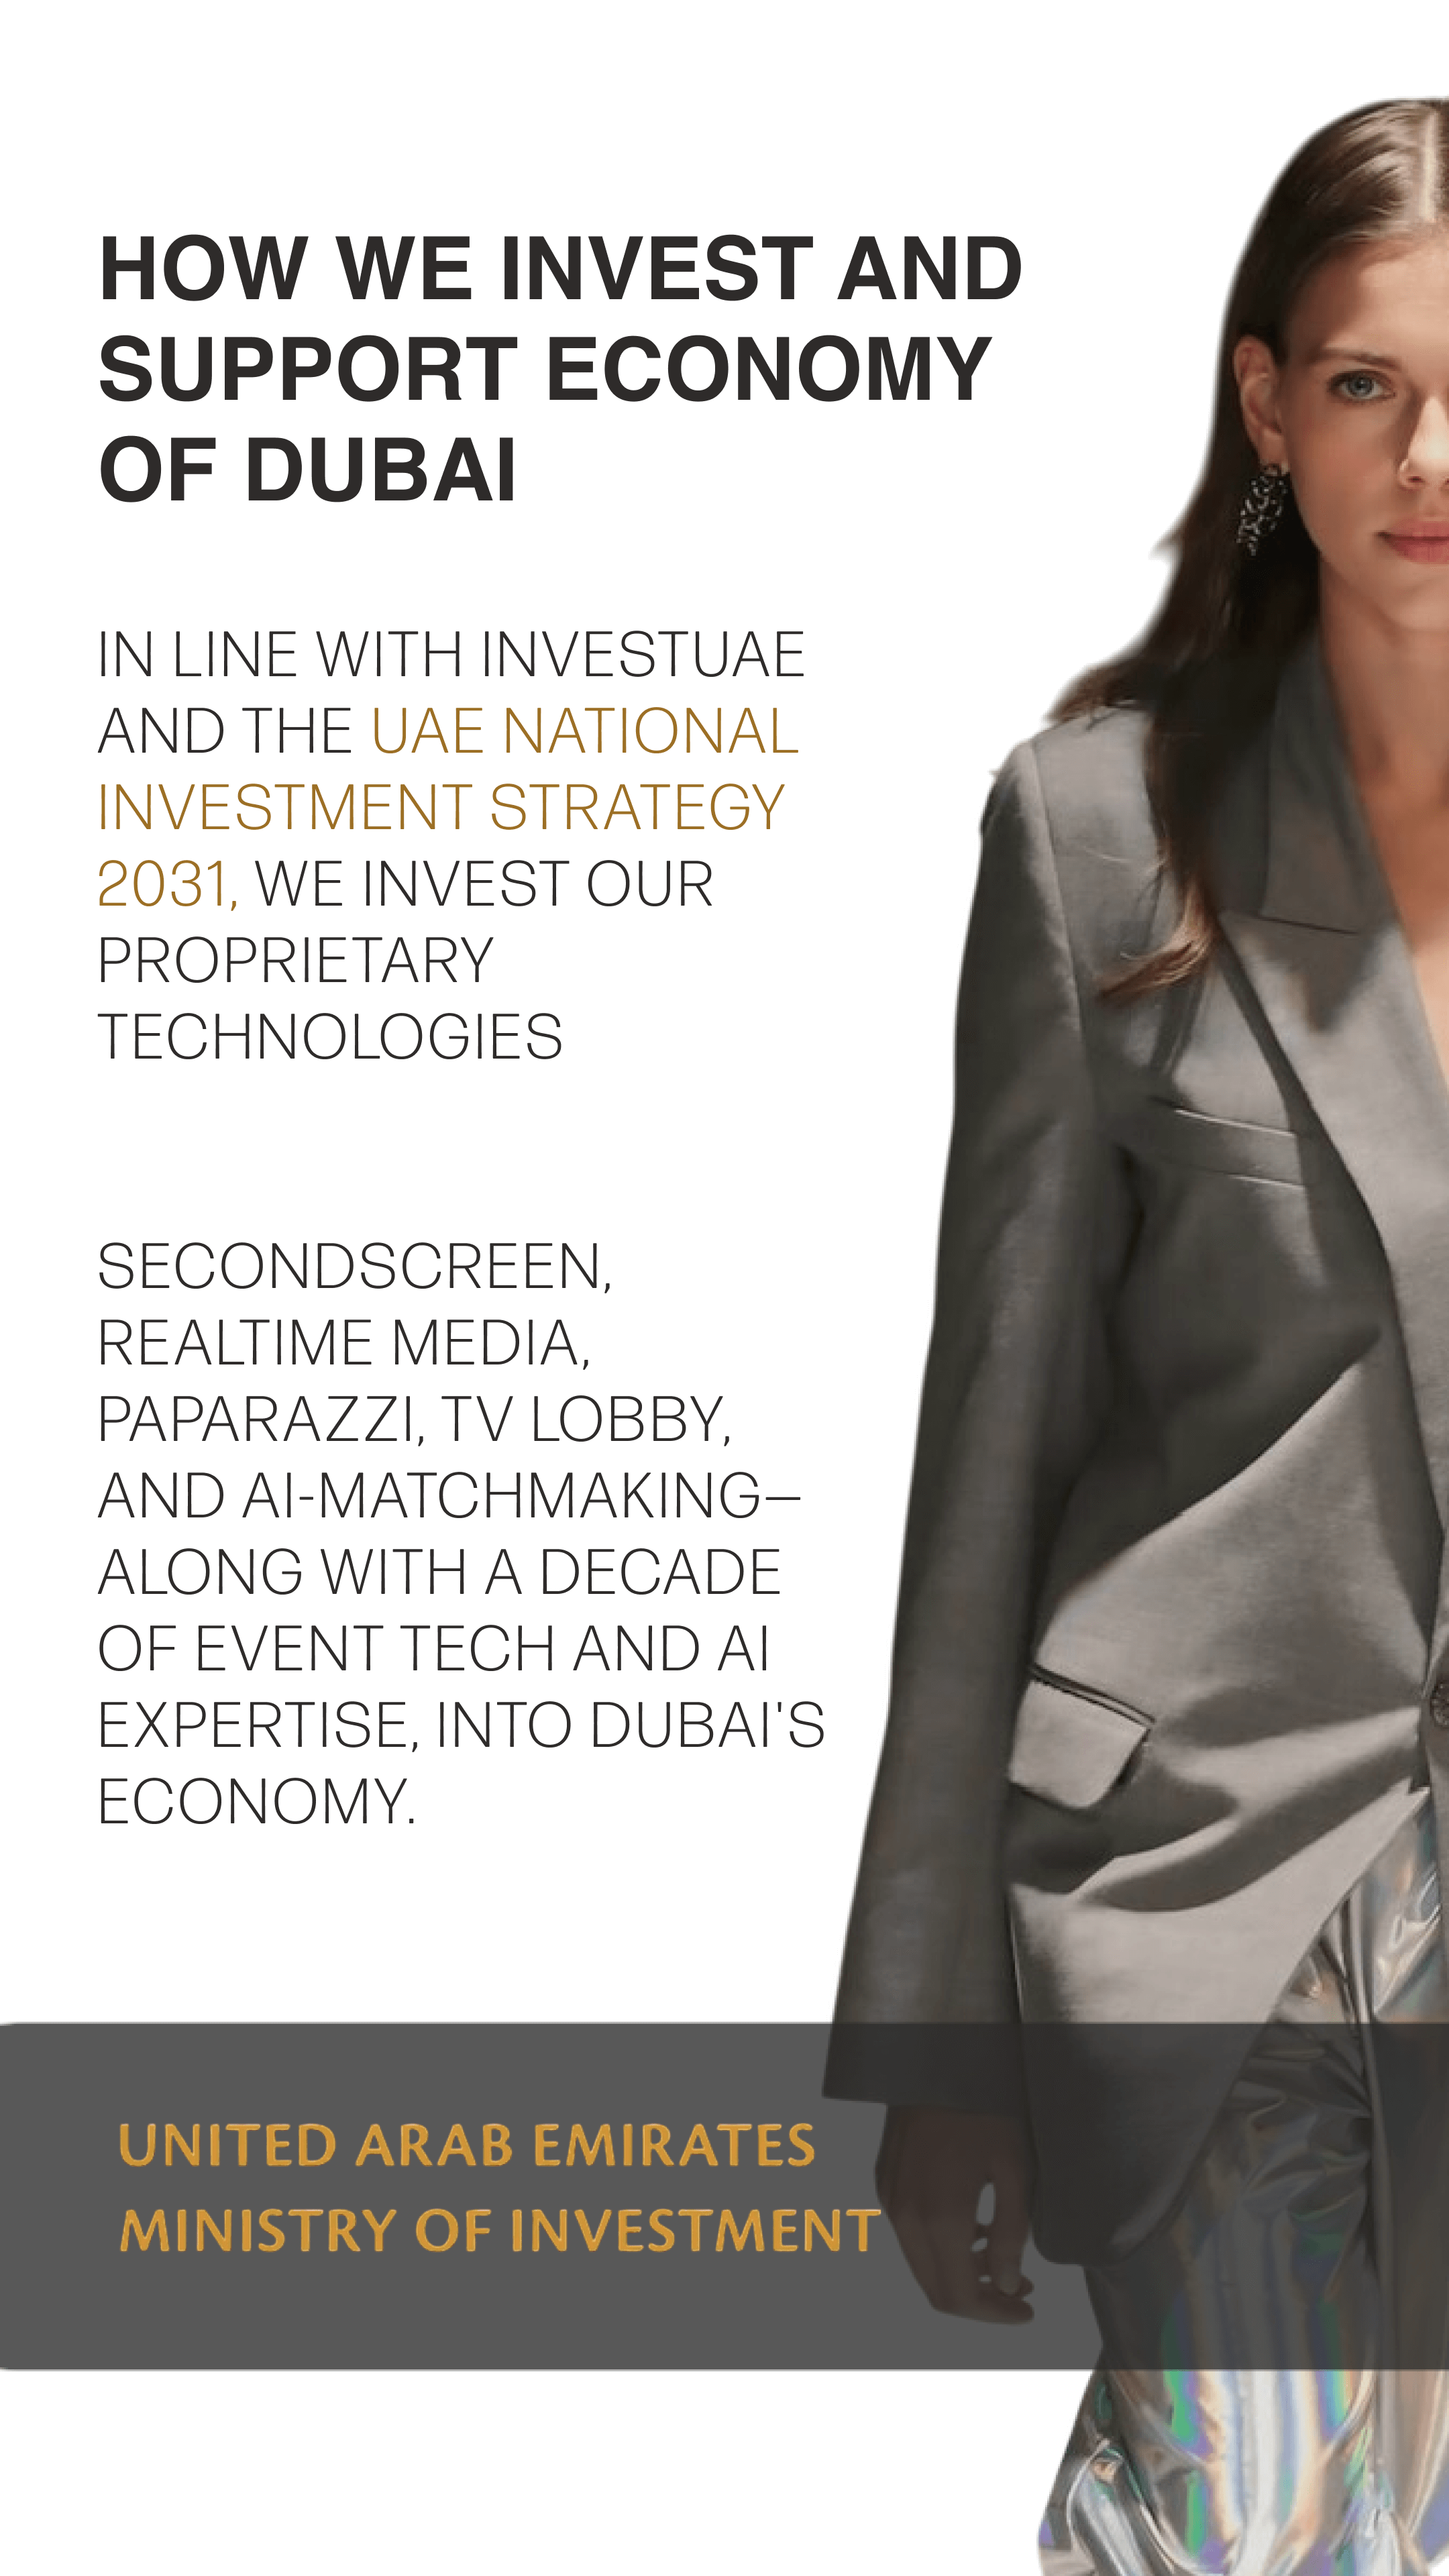 HOW WE INVEST AND
SUPPORT ECONOMY
OF DUBAI
IN LINE WITH INVESTUAE
AND THE UAE NATIONAL
INVESTMENT STRATEGY
2031, WE INVEST OUR
PROPRIETARY
TECHNOLOGIES
SECONDSCREEN,
REALTIME MEDIA,
PAPARAZZI, TV LOBBY,
AND AI-MATCHMAKING—
ALONG WITH A DECADE
OF EVENT TECH AND AI
EXPERTISE, INTO DUBAI'S
ECONOMY.
UNITED ARAB EMIRATES
MINISTRY OF INVESTMENT